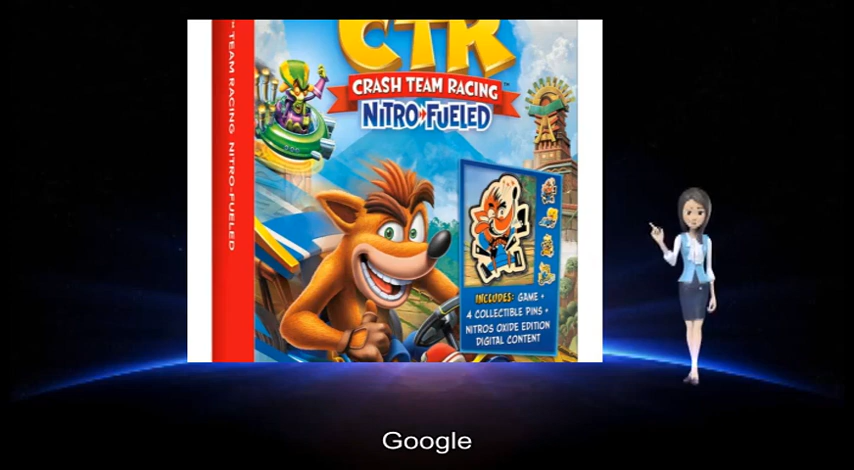 CTR
CRASH TEAM RACING
NITRO FUELED
TEAM RACING NITRO-FUELED
INCLUDES: GAME +
4 COLLECTIBLE PINS +
NITROS OXIDE EDITION
DIGITAL CONTENT
Google